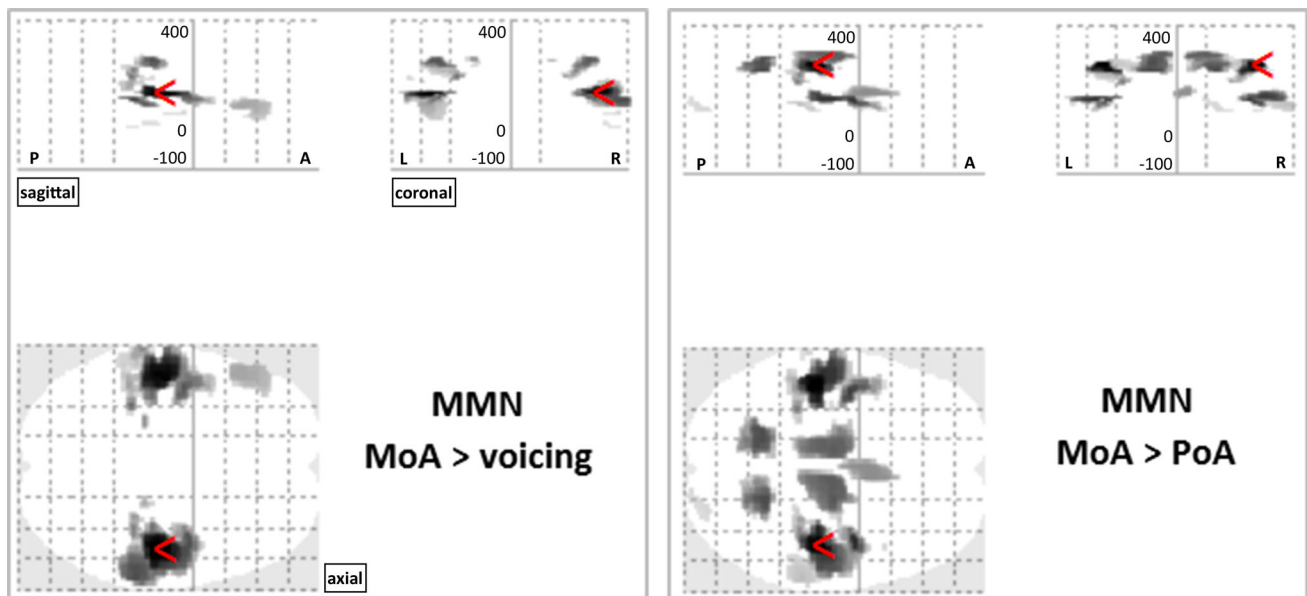 400
0
-100
P
A
sagittal
400
0
-100
L
R
coronal
MMN
MoA > voicing
axial
400
0
-100
P
A
400
0
-100
L
R
MMN
MoA > PoA